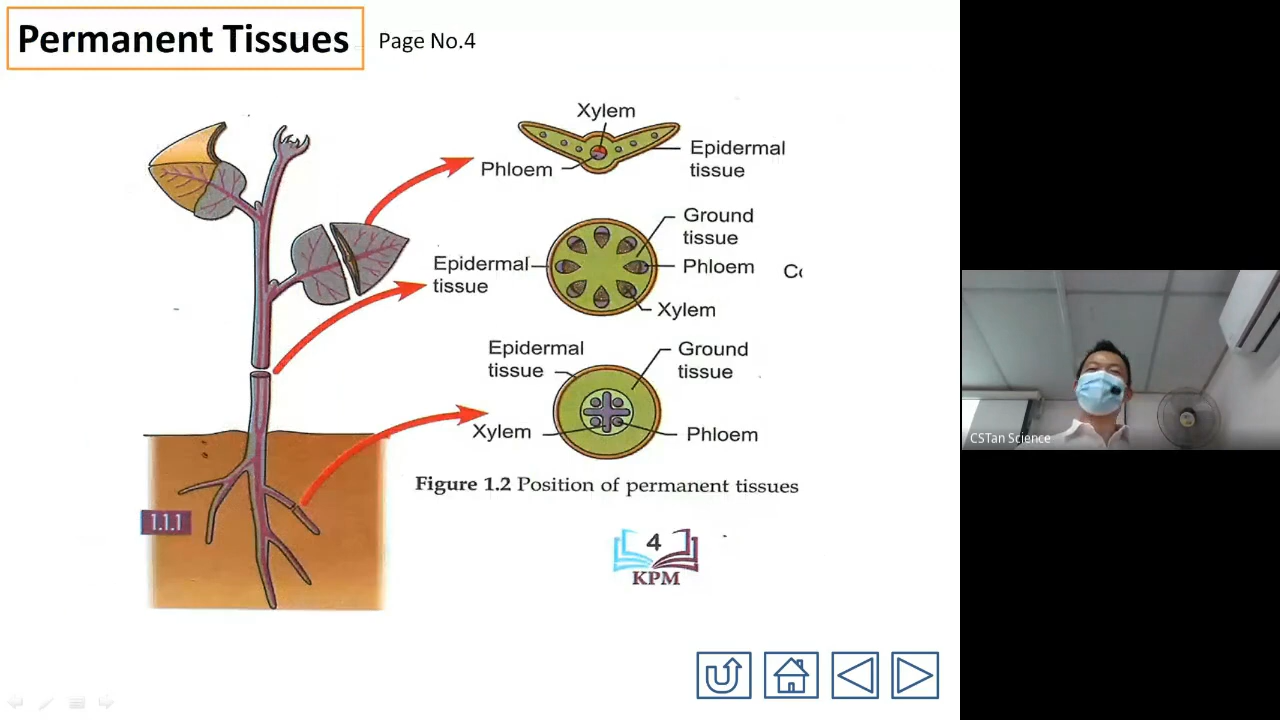 Permanent Tissues
Page No.4
Xylem
Phloem
Epidermal
tissue
Ground
tissue
Epidermal
tissue
Phloem
Xylem
Epidermal
tissue
Ground
tissue
Xylem
Phloem
Figure 1.2 Position of permanent tissues
1.1.1
4
KPM
CSTan Science